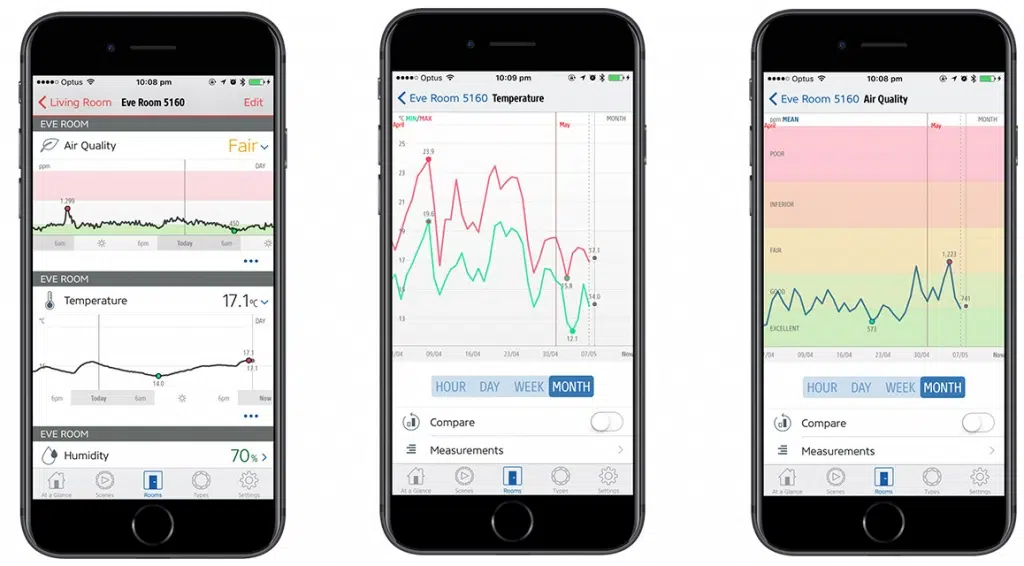 Optus 10:08 pm
Living Room Eve Room 5160 Edit
EVE ROOM
Air Quality Fair
ppm DAY
1,299
450
6am 6pm Today 6am
EVE ROOM
Temperature 17.1°C
°C DAY
17.1
17.1
14.0
6pm Today 6am 6pm Now
EVE ROOM
Humidity 70%
At a Glance Scenes Rooms Types Settings
Optus 10:09 pm
Eve Room 5160 Temperature
°C MIN/MAX MONTH
April May
25
23.9
23
21
19.6
19
17.1
17
15.8
15
14.0
13
12.1
/04 09/04 16/04 23/04 30/04 07/05 Now
HOUR DAY WEEK MONTH
Compare
Measurements
At a Glance Scenes Rooms Types Settings
Optus 10:08 pm
Eve Room 5160 Air Quality
ppm MEAN MONTH
April May
POOR
INFERIOR
FAIR
1,223
GOOD
741
573
EXCELLENT
/04 09/04 16/04 23/04 30/04 07/05 Now
HOUR DAY WEEK MONTH
Compare
Measurements
At a Glance Scenes Rooms Types Settings